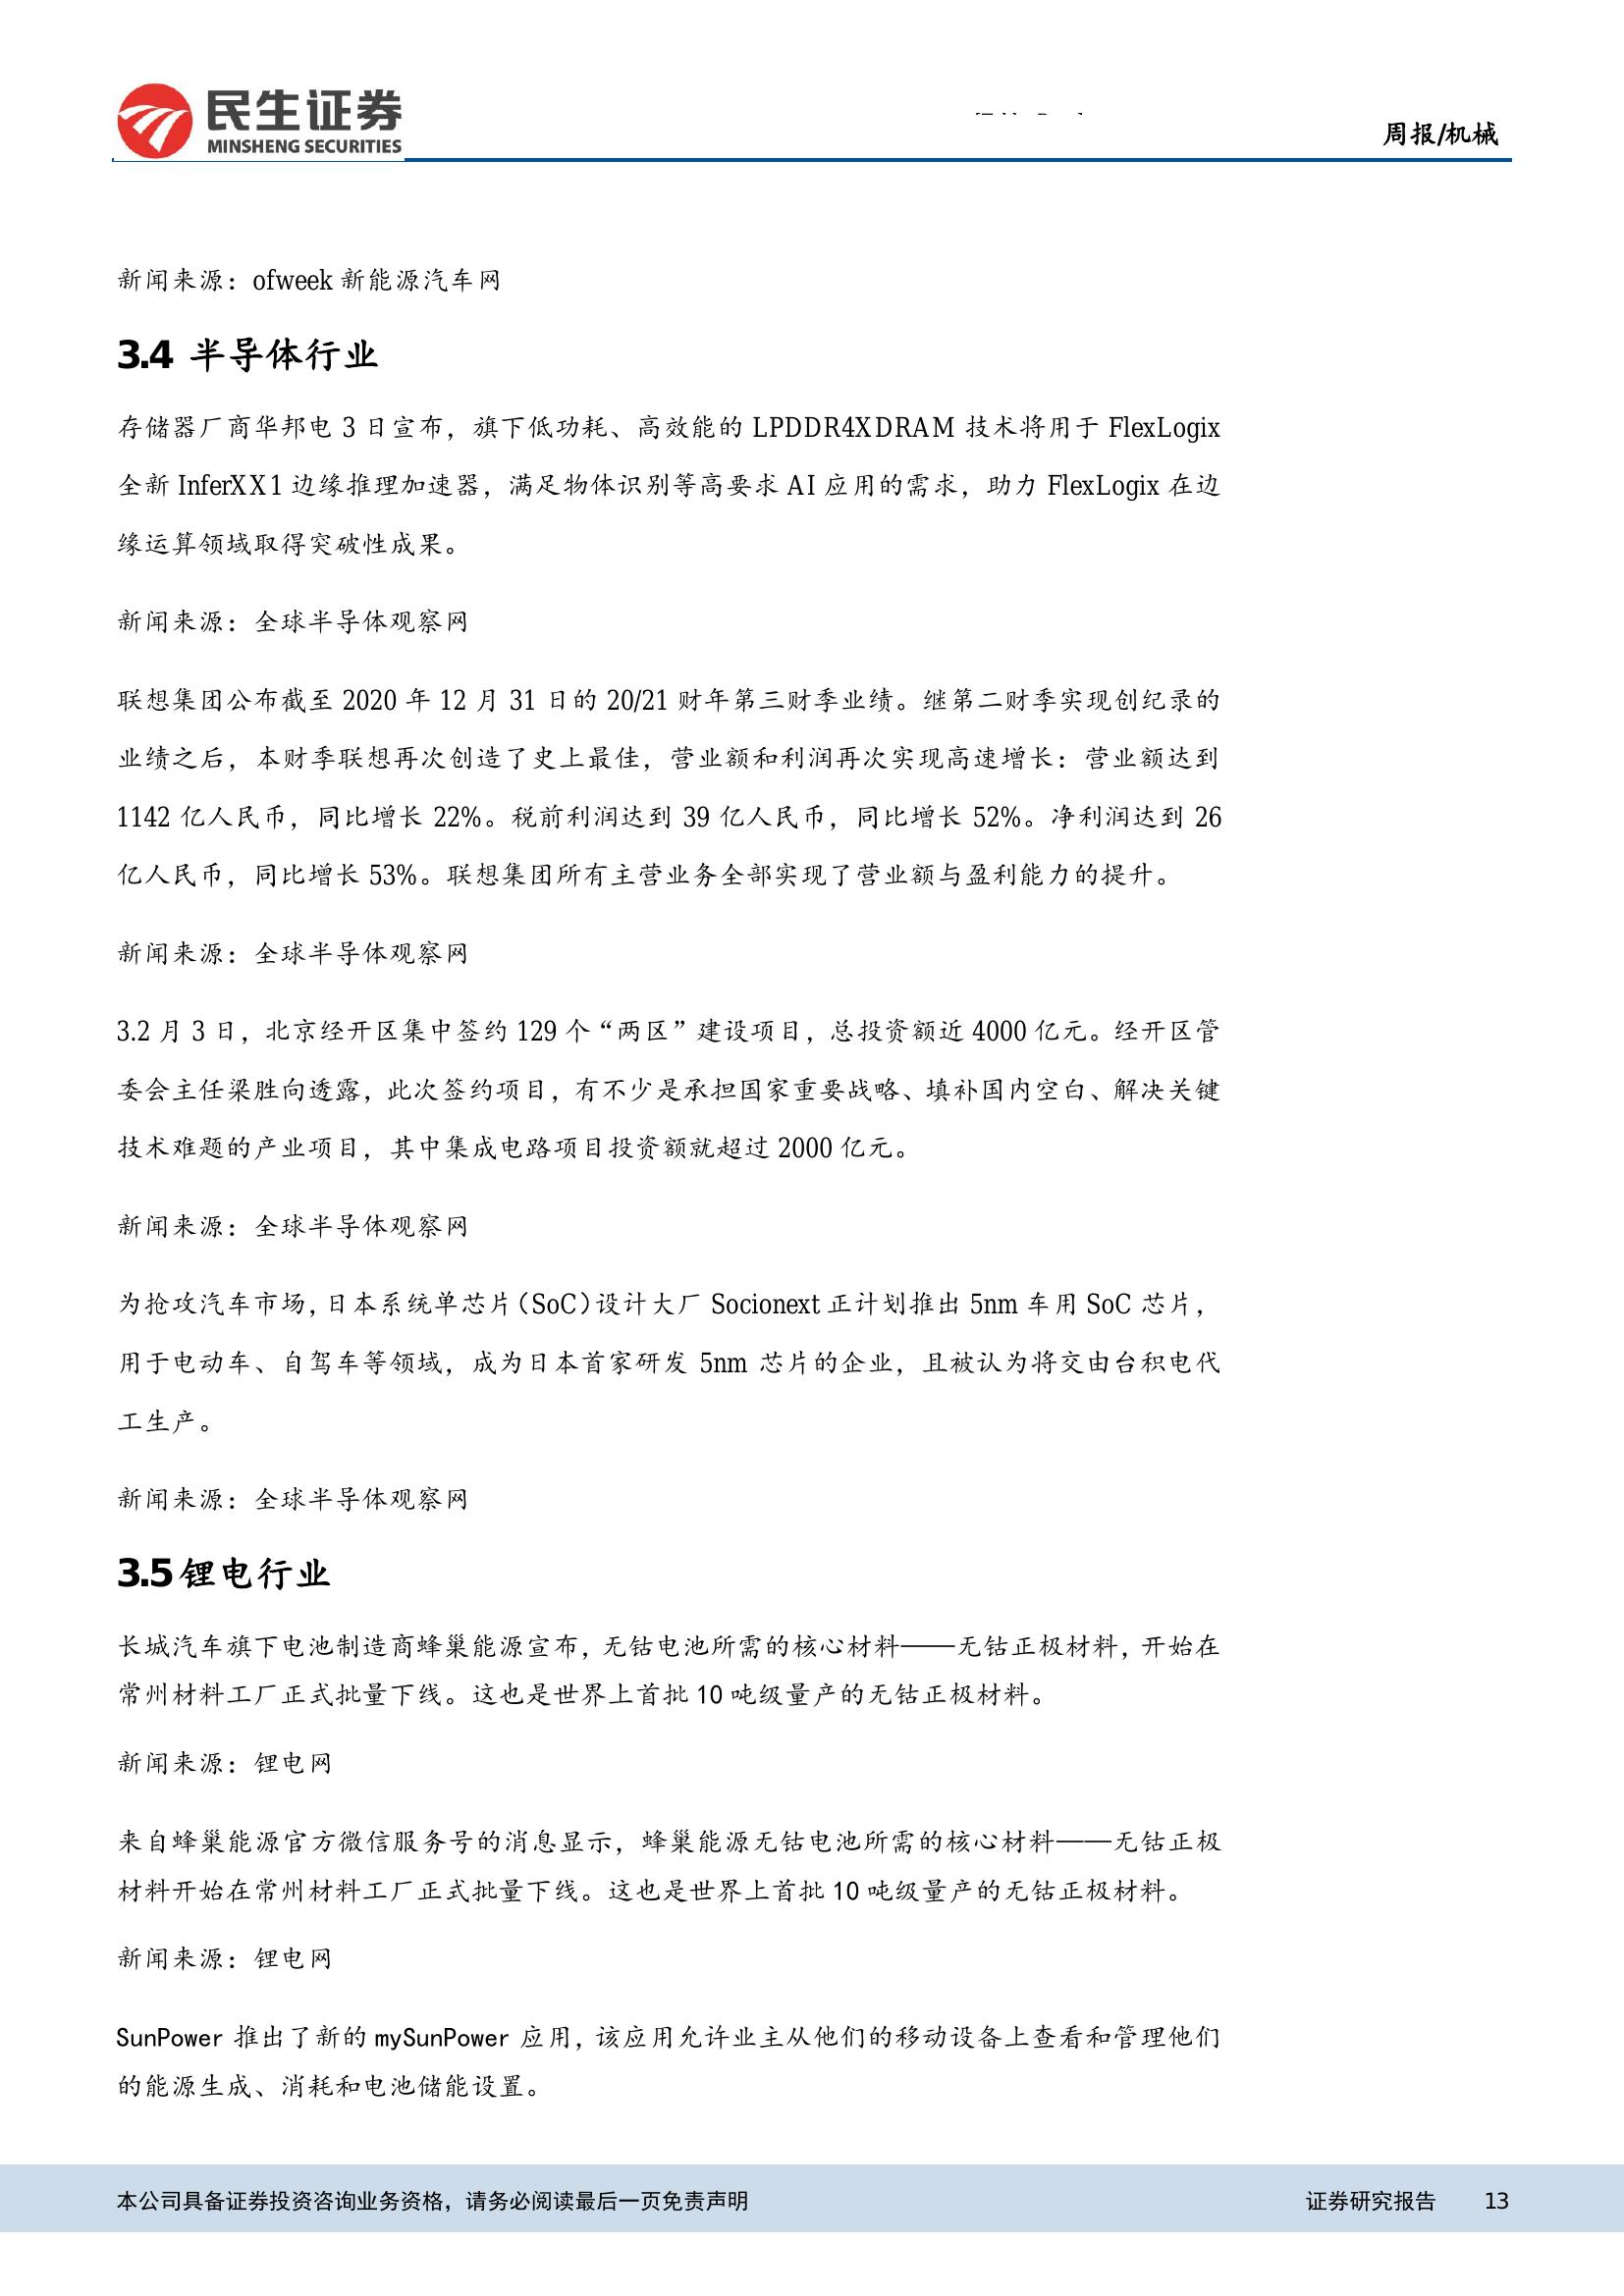 民生证券
MINSHENG SECURITIES
周报/机械
新闻来源：ofweek 新能源汽车网
3.4 半导体行业
存储器厂商华邦电 3 日宣布，旗下低功耗、高效能的 LPDDR4XDRAM 技术将用于 FlexLogix
全新 InferXX1 边缘推理加速器，满足物体识别等高要求 AI 应用的需求，助力 FlexLogix 在边
缘运算领域取得突破性成果。
新闻来源：全球半导体观察网
联想集团公布截至 2020 年 12 月 31 日的 20/21 财年第三财季业绩。继第二财季实现创纪录的
业绩之后，本财季联想再次创造了史上最佳，营业额和利润再次实现高速增长：营业额达到
1142 亿人民币，同比增长 22%。税前利润达到 39 亿人民币，同比增长 52%。净利润达到 26
亿人民币，同比增长 53%。联想集团所有主营业务全部实现了营业额与盈利能力的提升。
新闻来源：全球半导体观察网
3.2 月 3 日，北京经开区集中签约 129 个“两区”建设项目，总投资额近 4000 亿元。经开区管
委会主任梁胜向透露，此次签约项目，有不少是承担国家重要战略、填补国内空白、解决关键
技术难题的产业项目，其中集成电路项目投资额就超过 2000 亿元。
新闻来源：全球半导体观察网
为抢攻汽车市场，日本系统单芯片（SoC）设计大厂 Socionext 正计划推出 5nm 车用 SoC 芯片，
用于电动车、自驾车等领域，成为日本首家研发 5nm 芯片的企业，且被认为将交由台积电代
工生产。
新闻来源：全球半导体观察网
3.5 锂电行业
长城汽车旗下电池制造商蜂巢能源宣布，无钴电池所需的核心材料——无钴正极材料，开始在
常州材料工厂正式批量下线。这也是世界上首批 10 吨级量产的无钴正极材料。
新闻来源：锂电网
来自蜂巢能源官方微信服务号的消息显示，蜂巢能源无钴电池所需的核心材料——无钴正极
材料开始在常州材料工厂正式批量下线。这也是世界上首批 10 吨级量产的无钴正极材料。
新闻来源：锂电网
SunPower 推出了新的 mySunPower 应用，该应用允许业主从他们的移动设备上查看和管理他们
的能源生成、消耗和电池储能设置。
本公司具备证券投资咨询业务资格，请务必阅读最后一页免责声明
证券研究报告 13